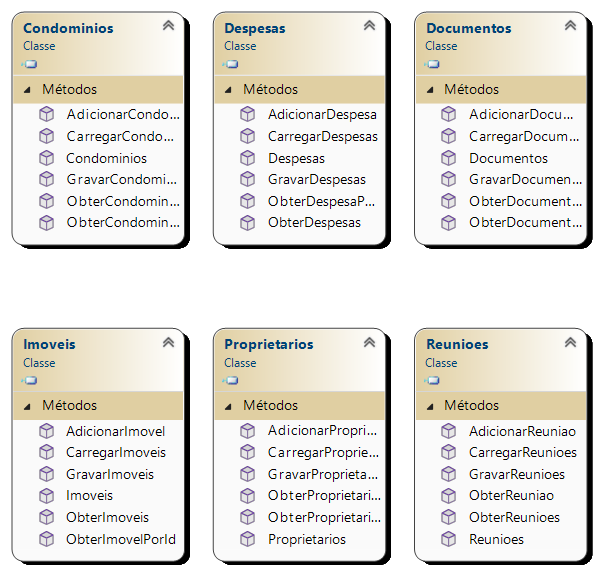 Condominios
Classe
Métodos
AdicionarCondo...
CarregarCondo...
Condominios
GravarCondomi...
ObterCondomin...
ObterCondomin...
Despesas
Classe
Métodos
AdicionarDespesa
CarregarDespesas
Despesas
GravarDespesas
ObterDespesaP...
ObterDespesas
Documentos
Classe
Métodos
AdicionarDocu...
CarregarDocum...
Documentos
GravarDocumen...
ObterDocument...
ObterDocument...
Imoveis
Classe
Métodos
AdicionarImovel
CarregarImoveis
GravarImoveis
Imoveis
ObterImoveis
ObterImovelPorId
Proprietarios
Classe
Métodos
AdicionarPropri...
CarregarProprie...
GravarProprieta...
ObterProprietari...
ObterProprietari...
Proprietarios
Reunioes
Classe
Métodos
AdicionarReuniao
CarregarReunioes
GravarReunioes
ObterReuniao
ObterReunioes
Reunioes